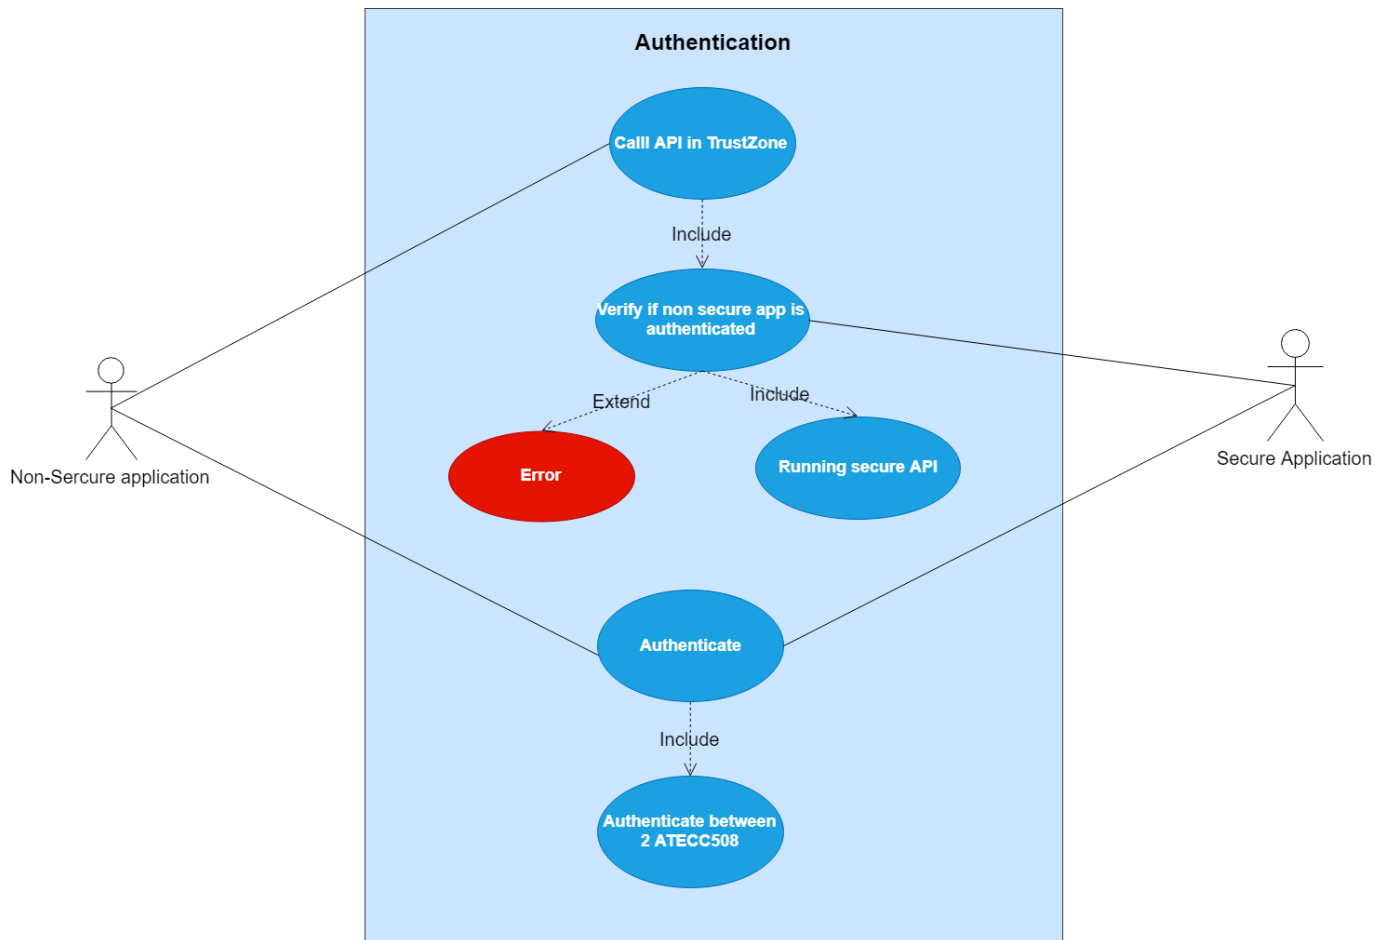 Authentication
Calll API in TrustZone
Include
Verify if non secure app is
authenticated
Extend
Include
Error
Running secure API
Non-Sercure application
Secure Application
Authenticate
Include
Authenticate between
2 ATECC508